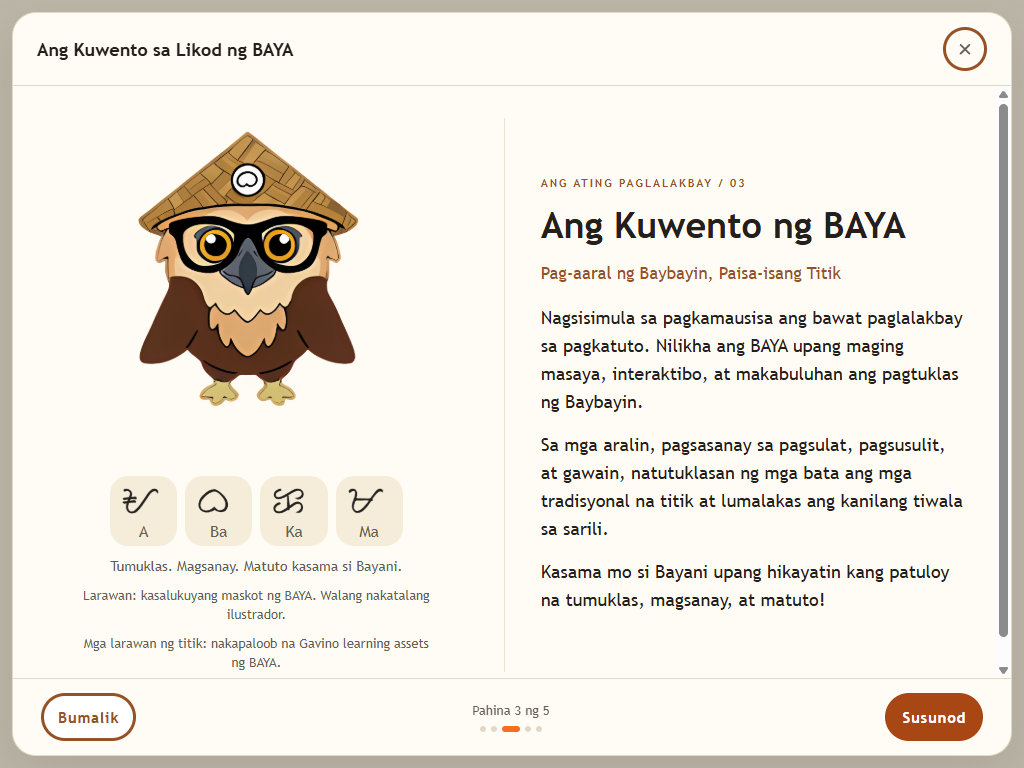 Ang Kuwento sa Likod ng BAYA
ᜊ
ᜀ ᜊ ᜃ ᜋ
A Ba Ka Ma
Tumuklas. Magsanay. Matuto kasama si Bayani.
Larawan: kasalukuyang maskot ng BAYA. Walang nakatalang
ilustrador.
Mga larawan ng titik: nakapaloob na Gavino learning assets
ng BAYA.
ANG ATING PAGLALAKBAY / 03
Ang Kuwento ng BAYA
Pag-aaral ng Baybayin, Paisa-isang Titik
Nagsisimula sa pagkamausisa ang bawat paglalakbay
sa pagkatuto. Nilikha ang BAYA upang maging
masaya, interaktibo, at makabuluhan ang pagtuklas
ng Baybayin.
Sa mga aralin, pagsasanay sa pagsulat, pagsusulit,
at gawain, natutuklasan ng mga bata ang mga
tradisyonal na titik at lumalakas ang kanilang tiwala
sa sarili.
Kasama mo si Bayani upang hikayatin kang patuloy
na tumuklas, magsanay, at matuto!
Bumalik
Pahina 3 ng 5
Susunod